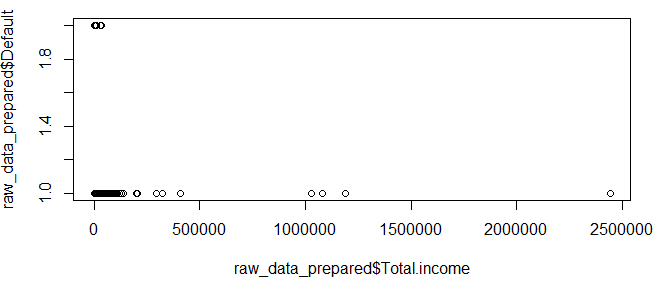 raw_data_prepared$Default
1.8
1.4
1.0
0 500000 1000000 1500000 2000000 2500000
raw_data_prepared$Total.income